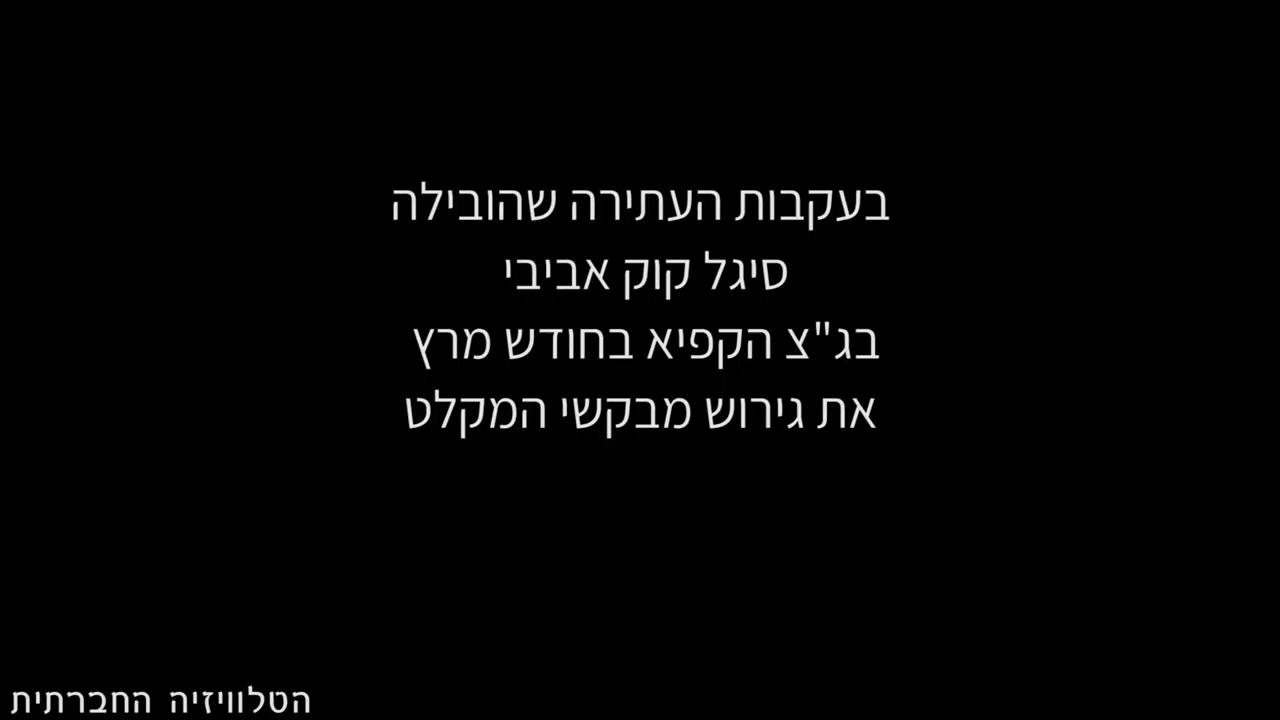 בעקבות העתירה שהובילה
סיגל קוק אביבי
בג"צ הקפיא בחודש מרץ
את גירוש מבקשי המקלט
הטלוויזיה החברתית